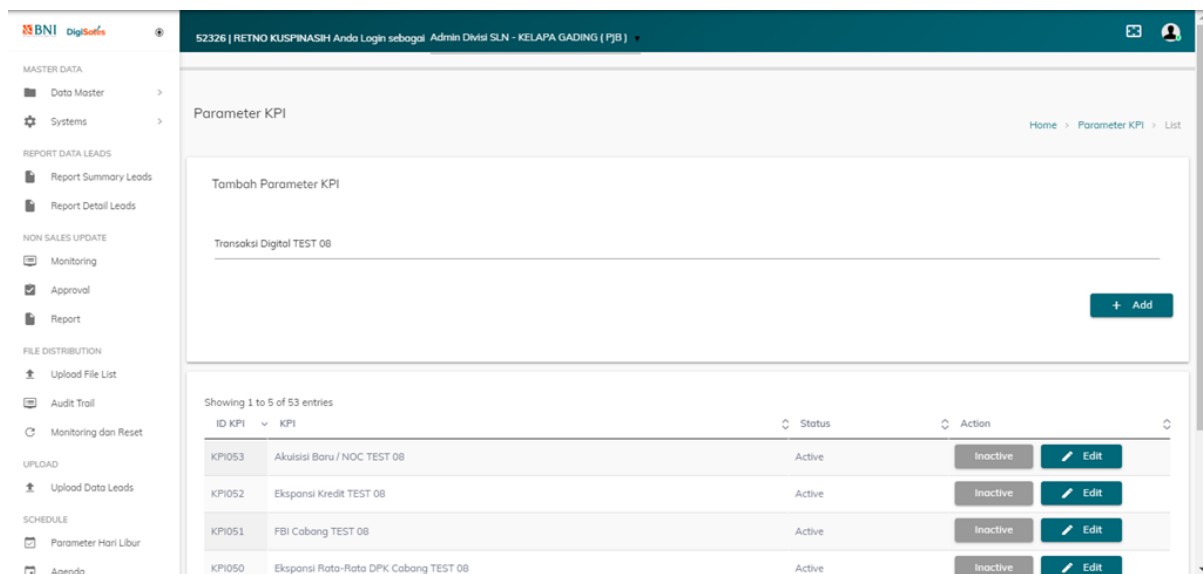 BNI DigiSales
52326 | RETNO KUSPINASIH Anda Login sebagai Admin Divisi SLN - KELAPA GADING ( PJB )
MASTER DATA
Data Master
Systems
REPORT DATA LEADS
Report Summary Leads
Report Detail Leads
NON SALES UPDATE
Monitoring
Approval
Report
FILE DISTRIBUTION
Upload File List
Audit Trail
Monitoring dan Reset
UPLOAD
Upload Data Leads
SCHEDULE
Parameter Hari Libur
Agenda
Parameter KPI
Home > Parameter KPI > List
Tambah Parameter KPI
Transaksi Digital TEST 08
+ Add
Showing 1 to 5 of 53 entries
ID KPI KPI Status Action
KPI053 Akuisisi Baru / NOC TEST 08 Active Inactive Edit
KPI052 Ekspansi Kredit TEST 08 Active Inactive Edit
KPI051 FBI Cabang TEST 08 Active Inactive Edit
KPI050 Ekspansi Rata-Rata DPK Cabang TEST 08 Active Inactive Edit